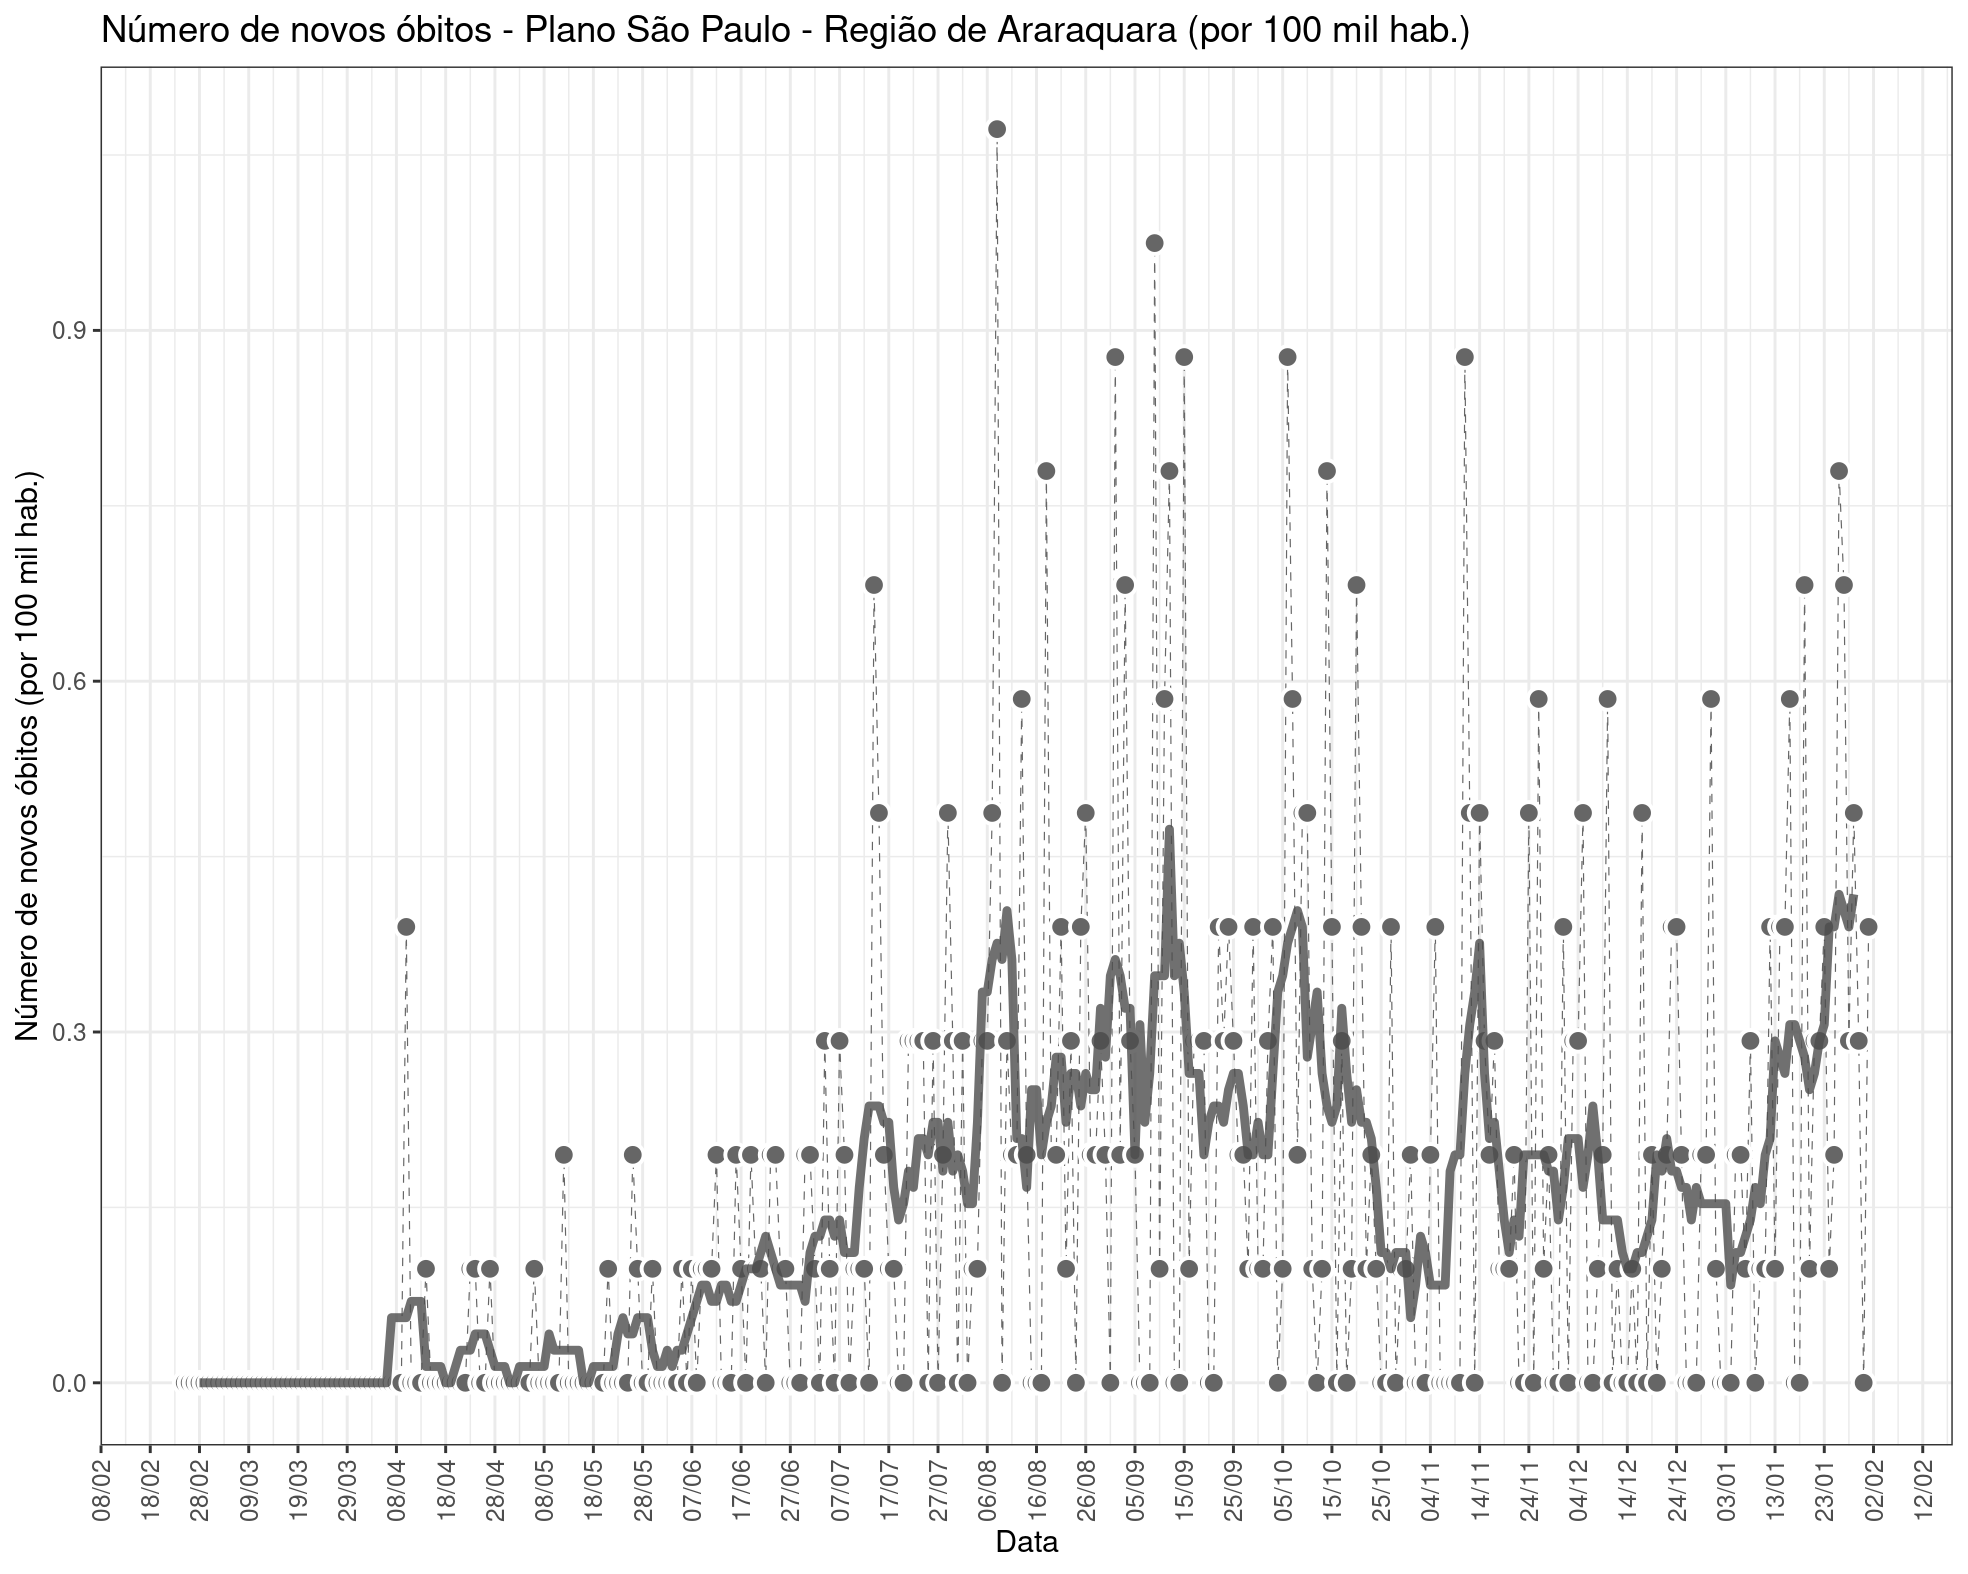 Número de novos óbitos - Plano São Paulo - Região de Araraquara (por 100 mil hab.)
Número de novos óbitos (por 100 mil hab.)
0.9
0.6
0.3
0.0
08/02 18/02 28/02 09/03 19/03 29/03 08/04 18/04 28/04 08/05 18/05 28/05 07/06 17/06 27/06 07/07 17/07 27/07 06/08 16/08 26/08 05/09 15/09 25/09 05/10 15/10 25/10 04/11 14/11 24/11 04/12 14/12 24/12 03/01 13/01 23/01 02/02 12/02
Data